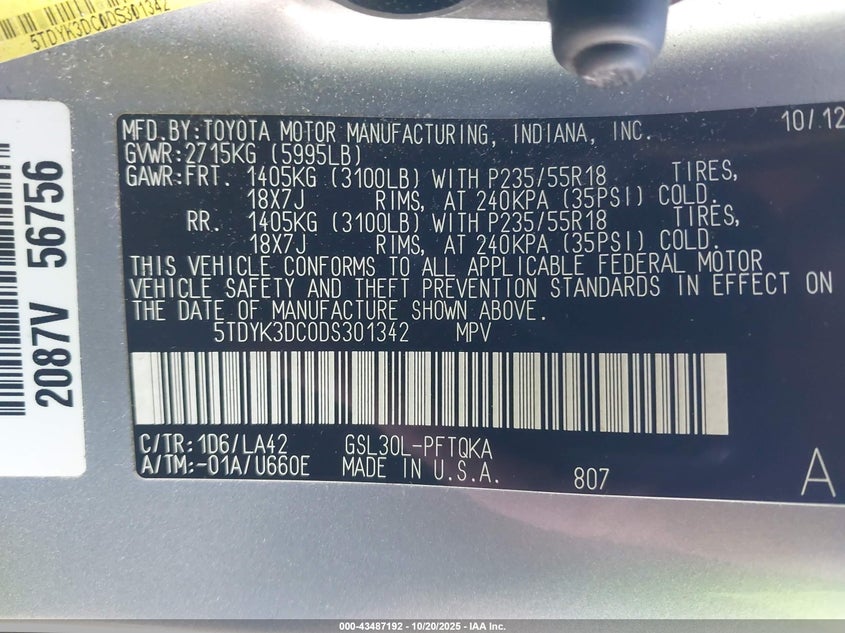 5TDYK3DC0DS301342
2087V 56756
MFD.BY:TOYOTA MOTOR MANUFACTURING, INDIANA, INC. 10/12
GVWR:2715KG (5995LB)
GAWR:FRT. 1405KG (3100LB) WITH P235/55R18 TIRES,
18X7J RIMS, AT 240KPA (35PSI) COLD.
RR. 1405KG (3100LB) WITH P235/55R18 TIRES,
18X7J RIMS, AT 240KPA (35PSI) COLD.
THIS VEHICLE CONFORMS TO ALL APPLICABLE FEDERAL MOTOR
VEHICLE SAFETY AND THEFT PREVENTION STANDARDS IN EFFECT ON
THE DATE OF MANUFACTURE SHOWN ABOVE.
5TDYK3DC0DS301342 MPV
C/TR:1D6/LA42 GSL30L-PFTQKA
A/TM:-01A/U660E MADE IN U.S.A. 807 A
000-43487192 - 10/20/2025 - IAA Inc.